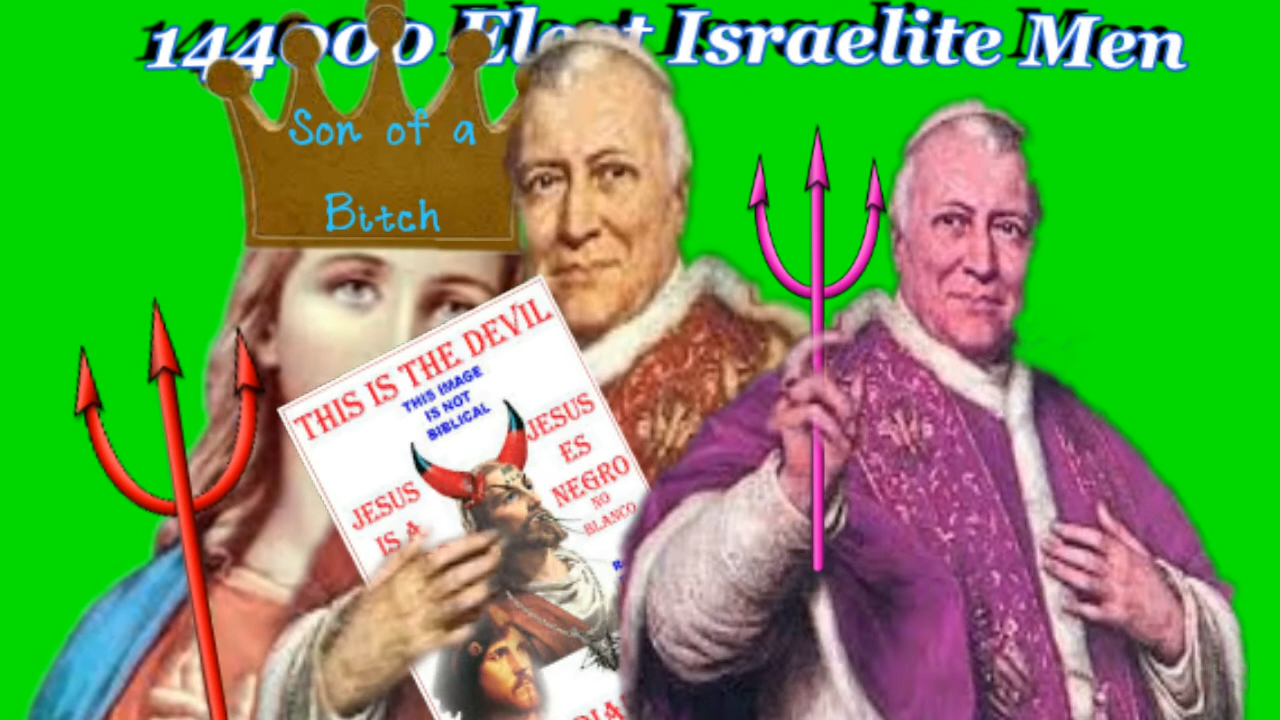 144000 Elect Israelite Men
Son of a
Bitch
THIS IS THE DEVIL
THIS IMAGE
IS NOT
BIBLICAL
JESUS
ES
NEGRO
NO
BLANCO
JESUS
IS A